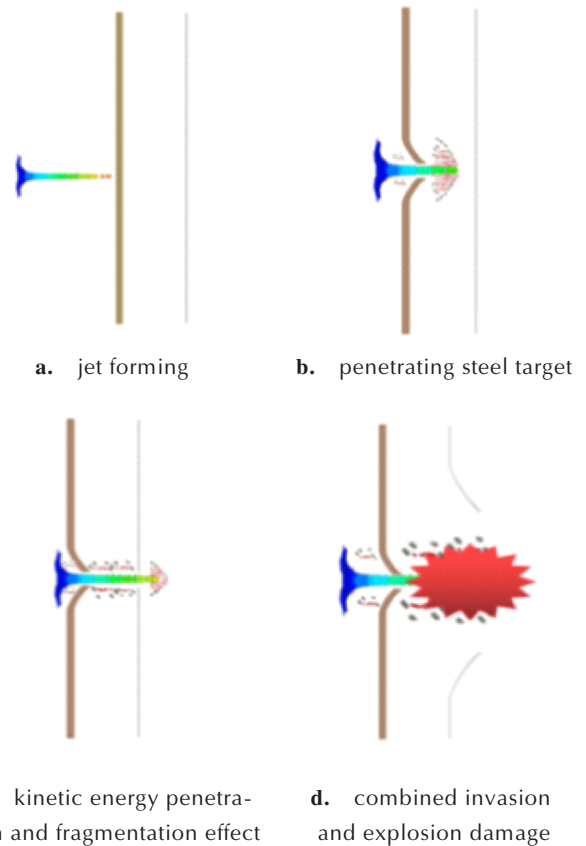 a. jet forming
b. penetrating steel target
kinetic energy penetra-
and fragmentation effect
d. combined invasion
and explosion damage